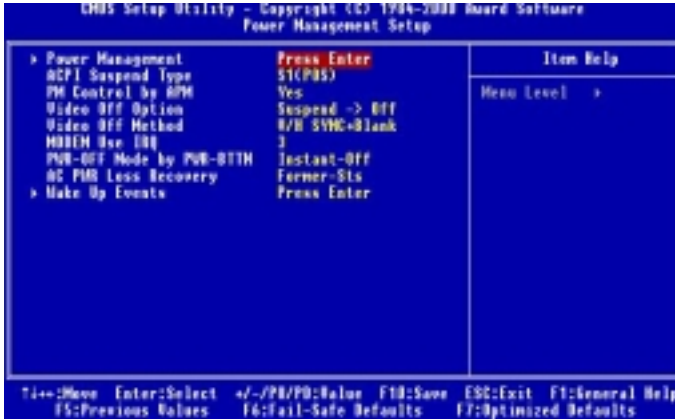 CMOS Setup Utility - Copyright (C) 1984-2000 Award Software
Power Management Setup
▸ Power Management Press Enter
ACPI Suspend Type S1(POS)
PM Control by APM Yes
Video Off Option Suspend -> Off
Video Off Method V/H SYNC+Blank
MODEM Use IRQ 3
PWR-OFF Mode by PWR-BTTN Instant-Off
AC PWR Loss Recovery Former-Sts
▸ Wake Up Events Press Enter
Item Help
Menu Level ▸
↑↓←→:Move Enter:Select +/-/PU/PD:Value F10:Save ESC:Exit F1:General Help
F5:Previous Values F6:Fail-Safe Defaults F7:Optimized Defaults